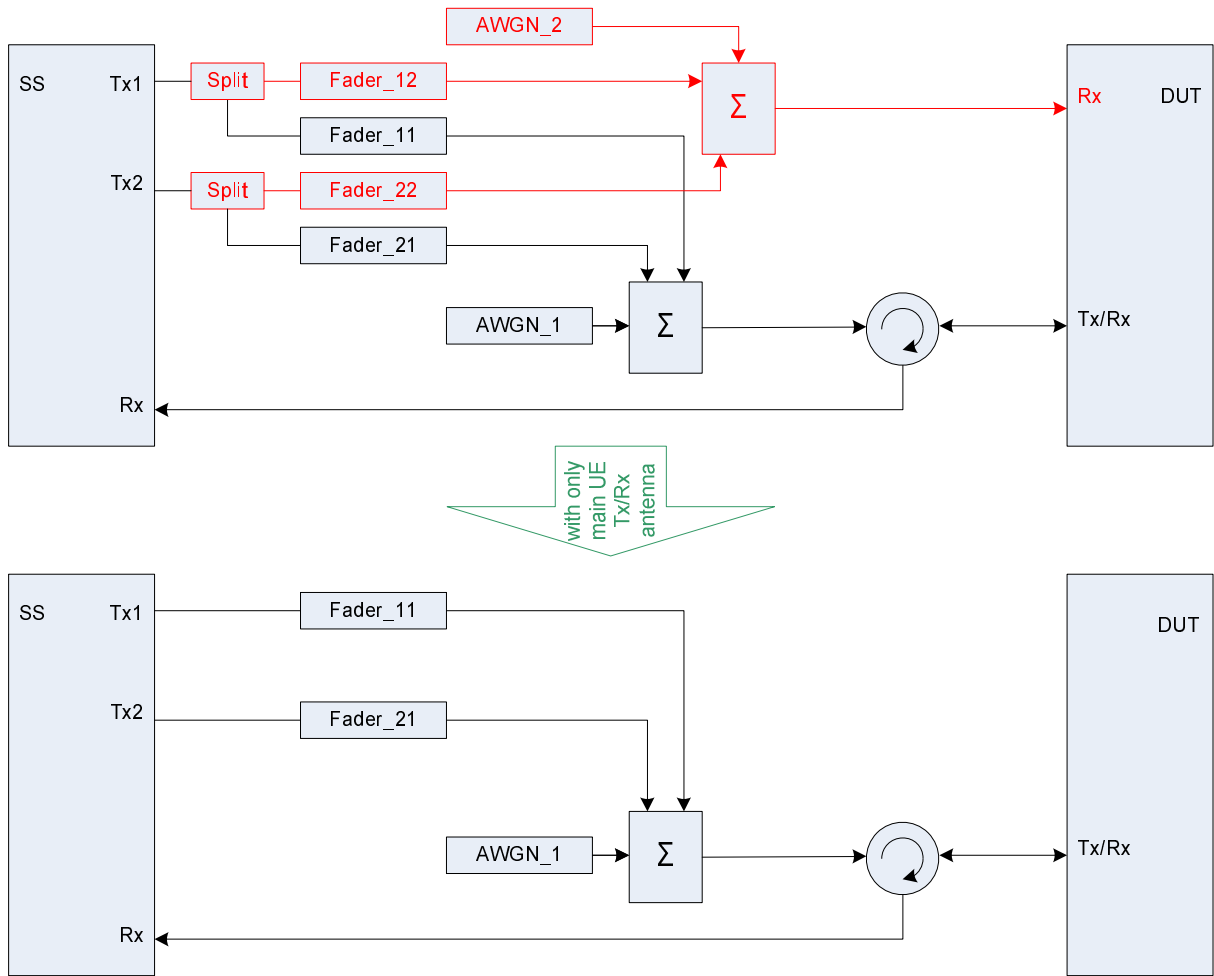 AWGN_2
SS
Tx1
Split
Fader_12
Σ
Rx
DUT
Fader_11
Tx2
Split
Fader_22
Fader_21
AWGN_1
Σ
Tx/Rx
Rx
with only
main UE
Tx/Rx
antenna
SS
Tx1
Fader_11
DUT
Tx2
Fader_21
AWGN_1
Σ
Tx/Rx
Rx